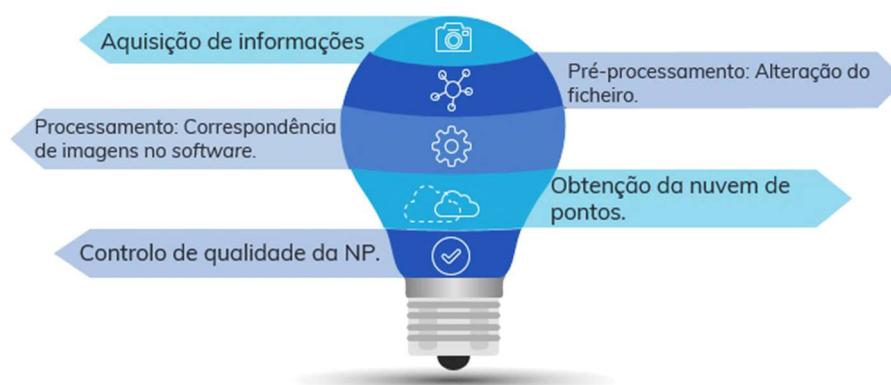 Aquisição de informações
Pré-processamento: Alteração do
ficheiro.
Processamento: Correspondência
de imagens no software.
Obtenção da nuvem de
pontos.
Controlo de qualidade da NP.